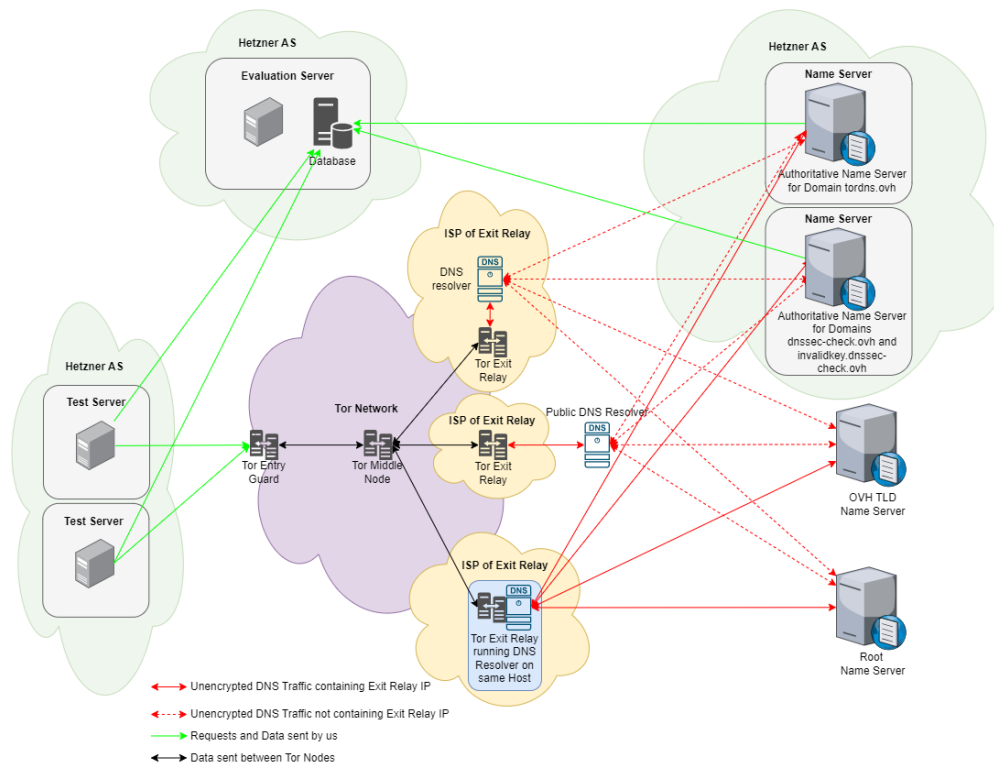 Hetzner AS
Evaluation Server
Database
Hetzner AS
Name Server
Authoritative Name Server
for Domain tordns.ovh
Name Server
Authoritative Name Server
for Domains
dnssec-check.ovh and
invalidkey.dnssec-
check.ovh
ISP of Exit Relay
DNS
DNS
resolver
Tor Exit
Relay
Hetzner AS
Test Server
Test Server
Tor Network
Tor Entry
Guard
Tor Middle
Node
ISP of Exit Relay
Tor Exit
Relay
Public DNS Resolver
DNS
OVH TLD
Name Server
ISP of Exit Relay
DNS
Tor Exit Relay
running DNS
Resolver on
same Host
Root
Name Server
Unencrypted DNS Traffic containing Exit Relay IP
Unencrypted DNS Traffic not containing Exit Relay IP
Requests and Data sent by us
Data sent between Tor Nodes